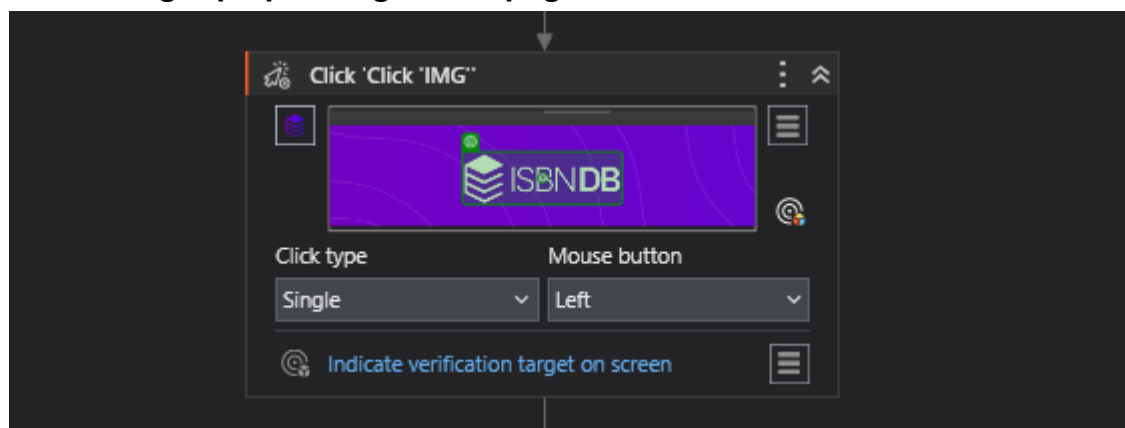 Click 'Click 'IMG''
ISBNDB
Click type
Mouse button
Single
Left
Indicate verification target on screen